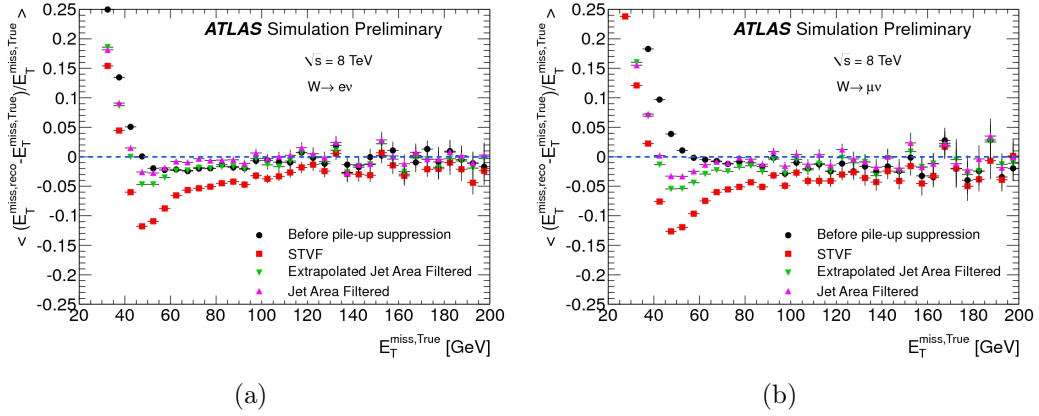 < (E_T^miss,reco -E_T^miss,True)/E_T^miss,True >
0.25
0.2
0.15
0.1
0.05
0
-0.05
-0.1
-0.15
-0.2
-0.25
ATLAS Simulation Preliminary
√s = 8 TeV
W→ eν
Before pile-up suppression
STVF
Extrapolated Jet Area Filtered
Jet Area Filtered
20 40 60 80 100 120 140 160 180 200
E_T^miss,True [GeV]
(a)
< (E_T^miss,reco -E_T^miss,True)/E_T^miss,True >
0.25
0.2
0.15
0.1
0.05
0
-0.05
-0.1
-0.15
-0.2
-0.25
ATLAS Simulation Preliminary
√s = 8 TeV
W→ μν
Before pile-up suppression
STVF
Extrapolated Jet Area Filtered
Jet Area Filtered
20 40 60 80 100 120 140 160 180 200
E_T^miss,True [GeV]
(b)